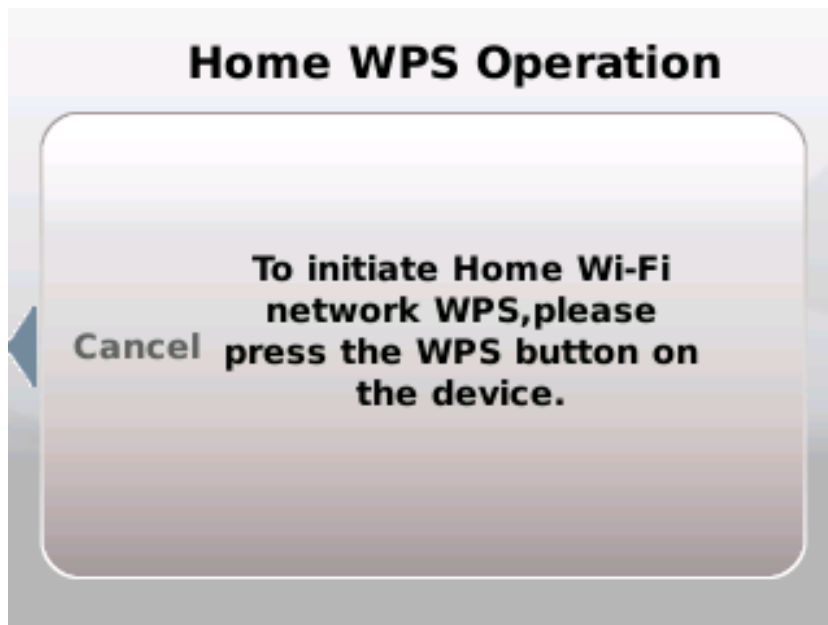 Home WPS Operation
To initiate Home Wi-Fi
network WPS,please
Cancel
press the WPS button on
the device.